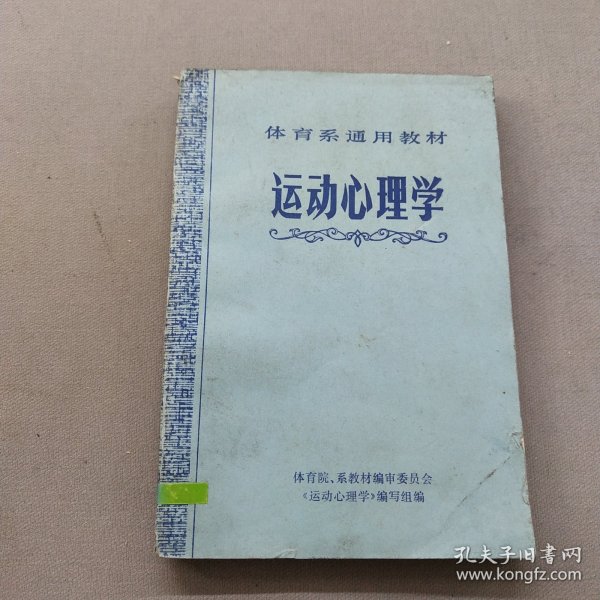 体育系通用教材
运动心理学
体育院、系教材编审委员会
《运动心理学》编写组编
孔夫子旧书网
www.kongfz.com